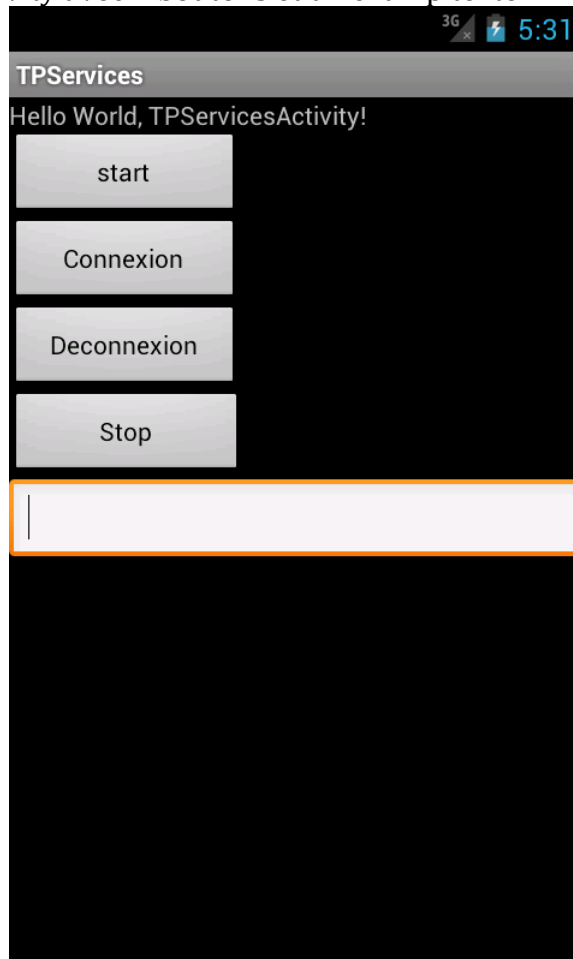 3G 5:31
TPServices
Hello World, TPServicesActivity!
start
Connexion
Deconnexion
Stop